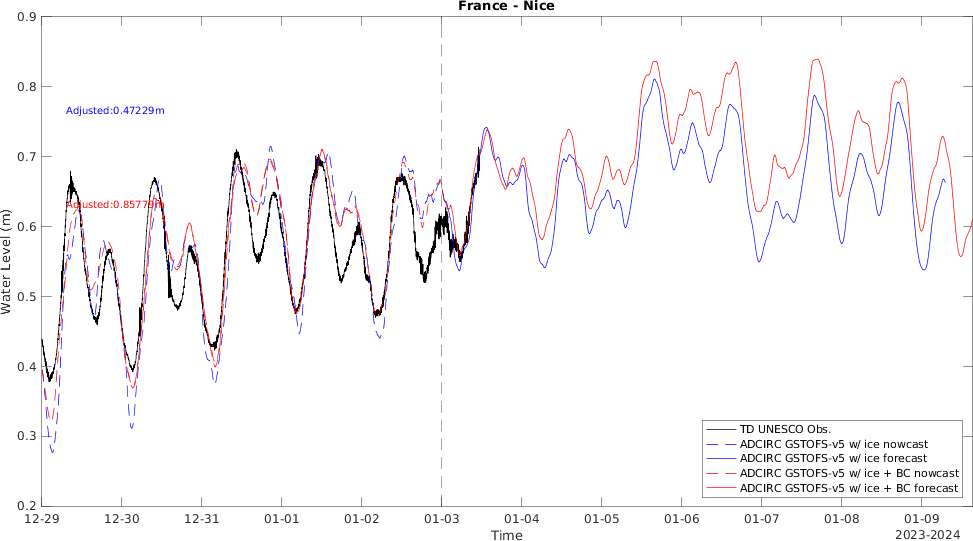 France - Nice
0.9
0.8
0.7
0.6
0.5
0.4
0.3
0.2
Water Level (m)
Adjusted:0.47229m
Adjusted:0.85779m
TD UNESCO Obs.
ADCIRC GSTOFS-v5 w/ ice nowcast
ADCIRC GSTOFS-v5 w/ ice forecast
ADCIRC GSTOFS-v5 w/ ice + BC nowcast
ADCIRC GSTOFS-v5 w/ ice + BC forecast
12-29 12-30 12-31 01-01 01-02 01-03 01-04 01-05 01-06 01-07 01-08 01-09
Time
2023-2024